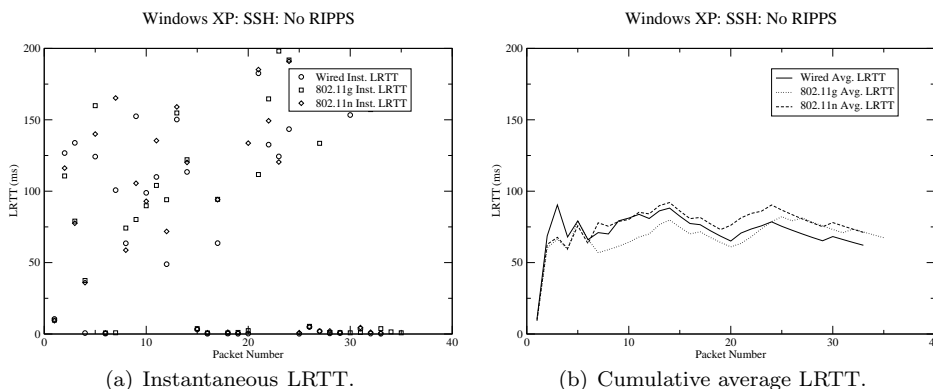 Windows XP: SSH: No RIPPS
200
150
100
50
0
LRTT (ms)
0 10 20 30 40
Packet Number
Wired Inst. LRTT
802.11g Inst. LRTT
802.11n Inst. LRTT
(a) Instantaneous LRTT.
Windows XP: SSH: No RIPPS
200
150
100
50
0
LRTT (ms)
0 10 20 30 40
Packet Number
Wired Avg. LRTT
802.11g Avg. LRTT
802.11n Avg. LRTT
(b) Cumulative average LRTT.